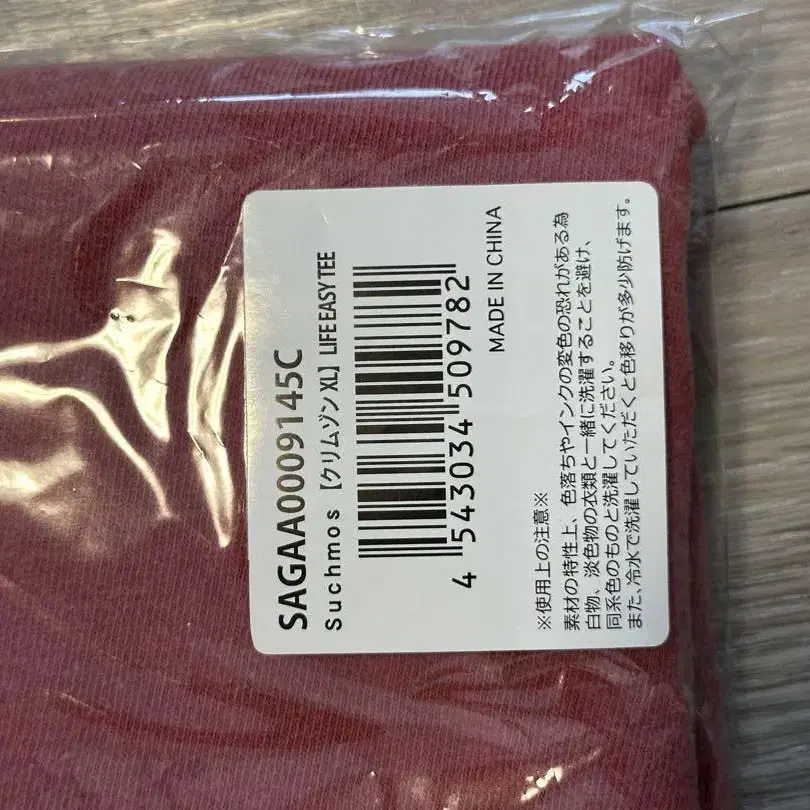 SAGAA0009145C
Suchmos 【クリムゾン XL】 LIFE EASY TEE
4 543034 509782
MADE IN CHINA
※使用上の注意※
素材の特性上、色落ちやインクの変色の恐れがある為
白物、淡色物の衣類と一緒に洗濯することを避け、
同系色のものと洗濯してください。
また、冷水で洗濯していただくと色移りが多少防げます。